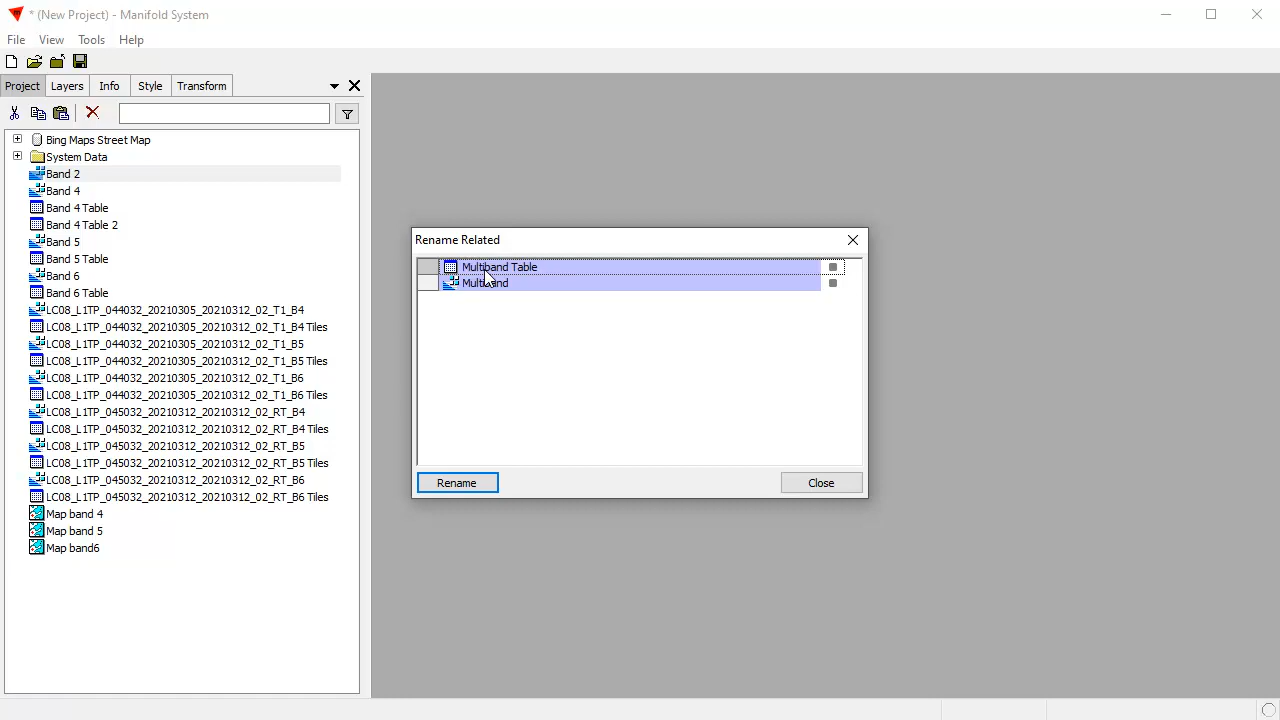 * (New Project) - Manifold System
File View Tools Help
Project Layers Info Style Transform
Bing Maps Street Map
System Data
Band 2
Band 4
Band 4 Table
Band 4 Table 2
Band 5
Band 5 Table
Band 6
Band 6 Table
LC08_L1TP_044032_20210305_20210312_02_T1_B4
LC08_L1TP_044032_20210305_20210312_02_T1_B4 Tiles
LC08_L1TP_044032_20210305_20210312_02_T1_B5
LC08_L1TP_044032_20210305_20210312_02_T1_B5 Tiles
LC08_L1TP_044032_20210305_20210312_02_T1_B6
LC08_L1TP_044032_20210305_20210312_02_T1_B6 Tiles
LC08_L1TP_045032_20210312_20210312_02_RT_B4
LC08_L1TP_045032_20210312_20210312_02_RT_B4 Tiles
LC08_L1TP_045032_20210312_20210312_02_RT_B5
LC08_L1TP_045032_20210312_20210312_02_RT_B5 Tiles
LC08_L1TP_045032_20210312_20210312_02_RT_B6
LC08_L1TP_045032_20210312_20210312_02_RT_B6 Tiles
Map band 4
Map band 5
Map band6
Rename Related
Multiband Table
Multiband
Rename Close